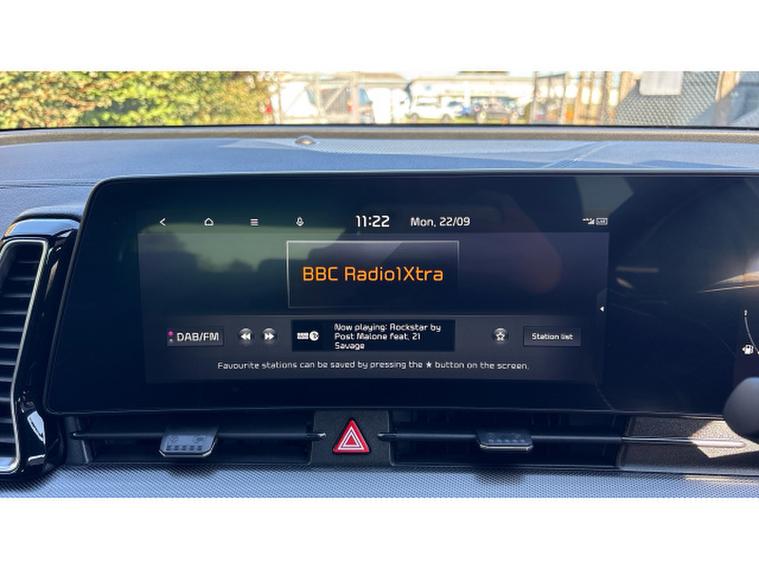 11:22 Mon, 22/09
BBC Radio1Xtra
DAB/FM
Now playing: Rockstar by
Post Malone feat. 21
Savage
Station list
Favourite stations can be saved by pressing the ★ button on the screen.